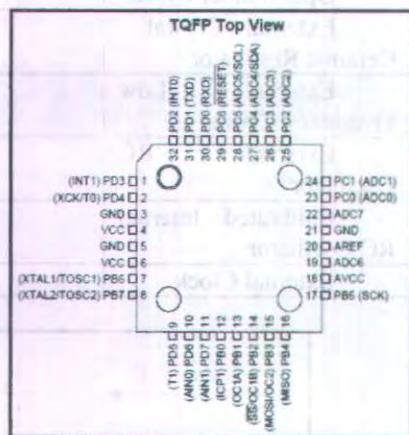 TQFP Top View
32 PD2 (INT0)
31 PD1 (TXD)
30 PD0 (RXD)
29 PC6 (RESET)
28 PC5 (ADC5/SCL)
27 PC4 (ADC4/SDA)
26 PC3 (ADC3)
25 PC2 (ADC2)
(INT1) PD3 1
(XCK/T0) PD4 2
GND 3
VCC 4
GND 5
VCC 6
(XTAL1/TOSC1) PB6 7
(XTAL2/TOSC2) PB7 8
24 PC1 (ADC1)
23 PC0 (ADC0)
22 ADC7
21 GND
20 AREF
19 ADC6
18 AVCC
17 PB5 (SCK)
(T1) PD5 9
(AIN0) PD6 10
(AIN1) PD7 11
(ICP1) PB0 12
(OC1A) PB1 13
(SS/OC1B) PB2 14
(MOSI/OC2) PB3 15
(MISO) PB4 16